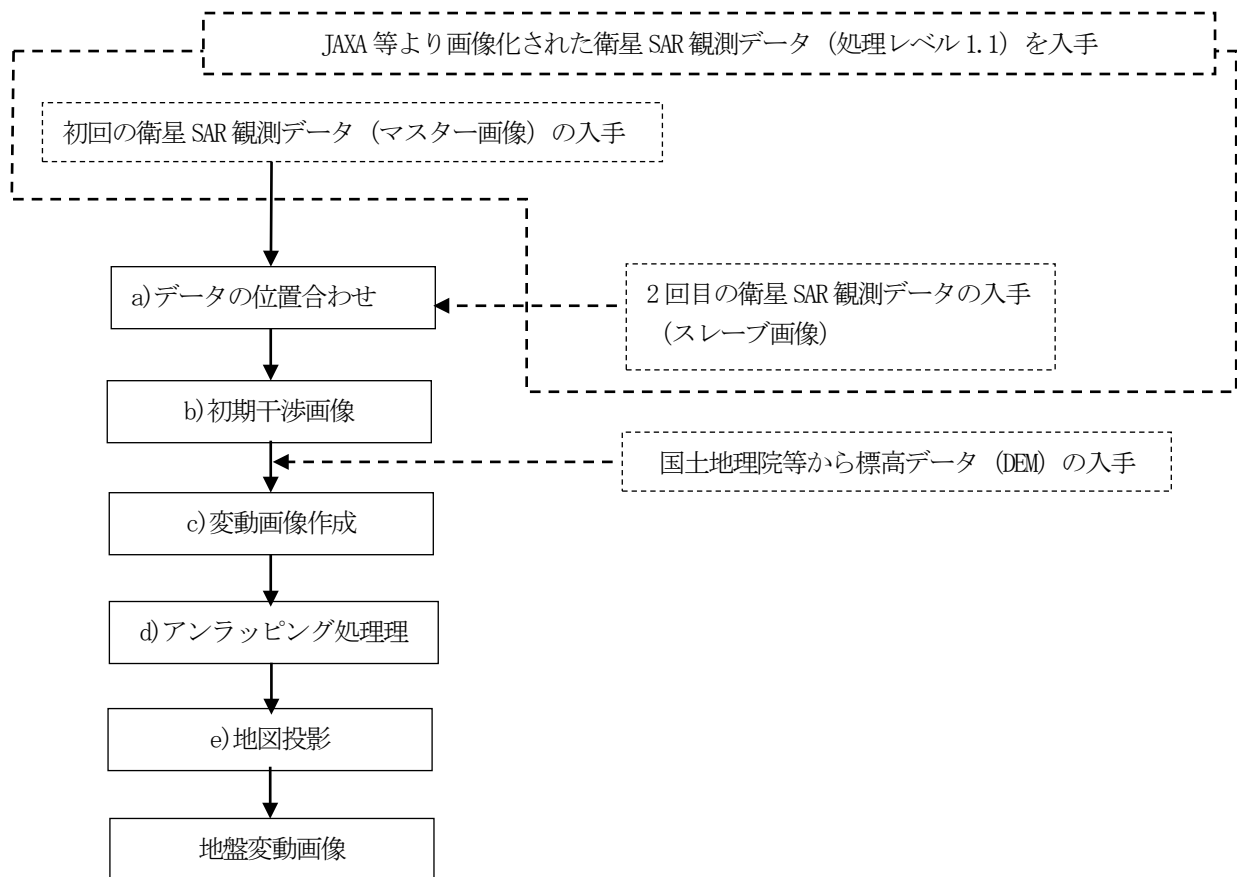 JAXA 等より画像化された衛星 SAR 観測データ（処理レベル 1.1）を入手
初回の衛星 SAR 観測データ（マスター画像）の入手
a)データの位置合わせ
2 回目の衛星 SAR 観測データの入手
（スレーブ画像）
b)初期干渉画像
国土地理院等から標高データ（DEM）の入手
c)変動画像作成
d)アンラッピング処理理
e)地図投影
地盤変動画像